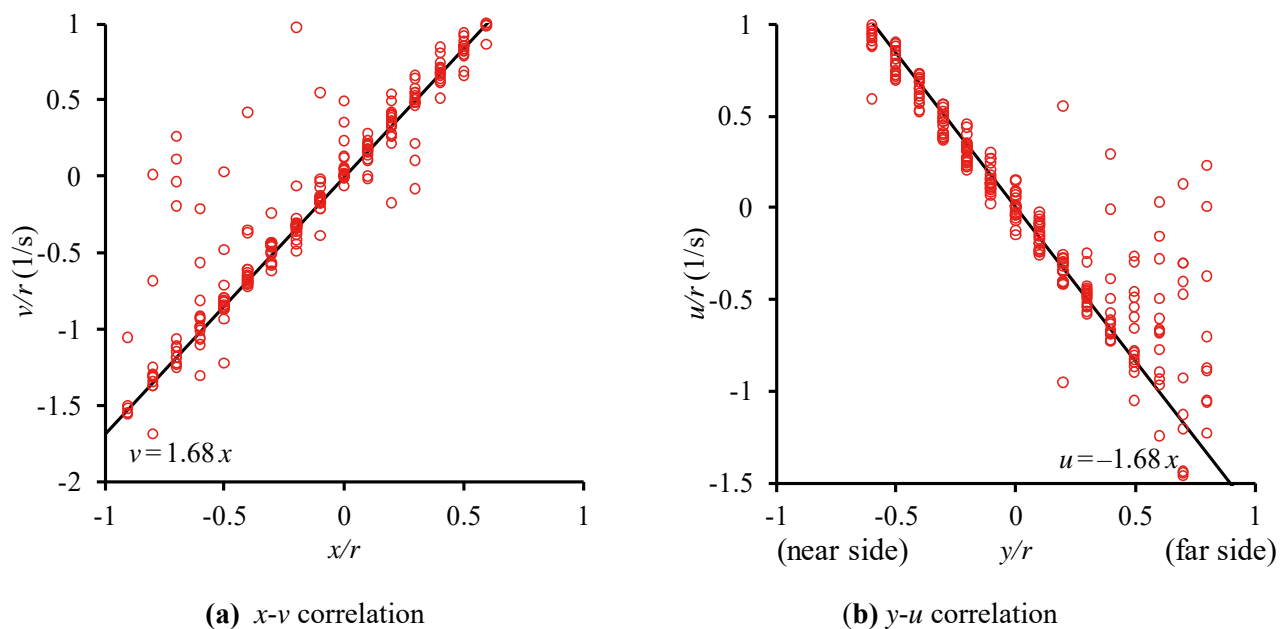 1
0.5
0
-0.5
-1
-1.5
-2
v/r (1/s)
v = 1.68 x
-1
-0.5
0
0.5
1
x/r
(a) x-v correlation
1
0.5
0
-0.5
-1
-1.5
u/r (1/s)
u = –1.68 x
-1
-0.5
0
0.5
1
(near side)
y/r
(far side)
(b) y-u correlation